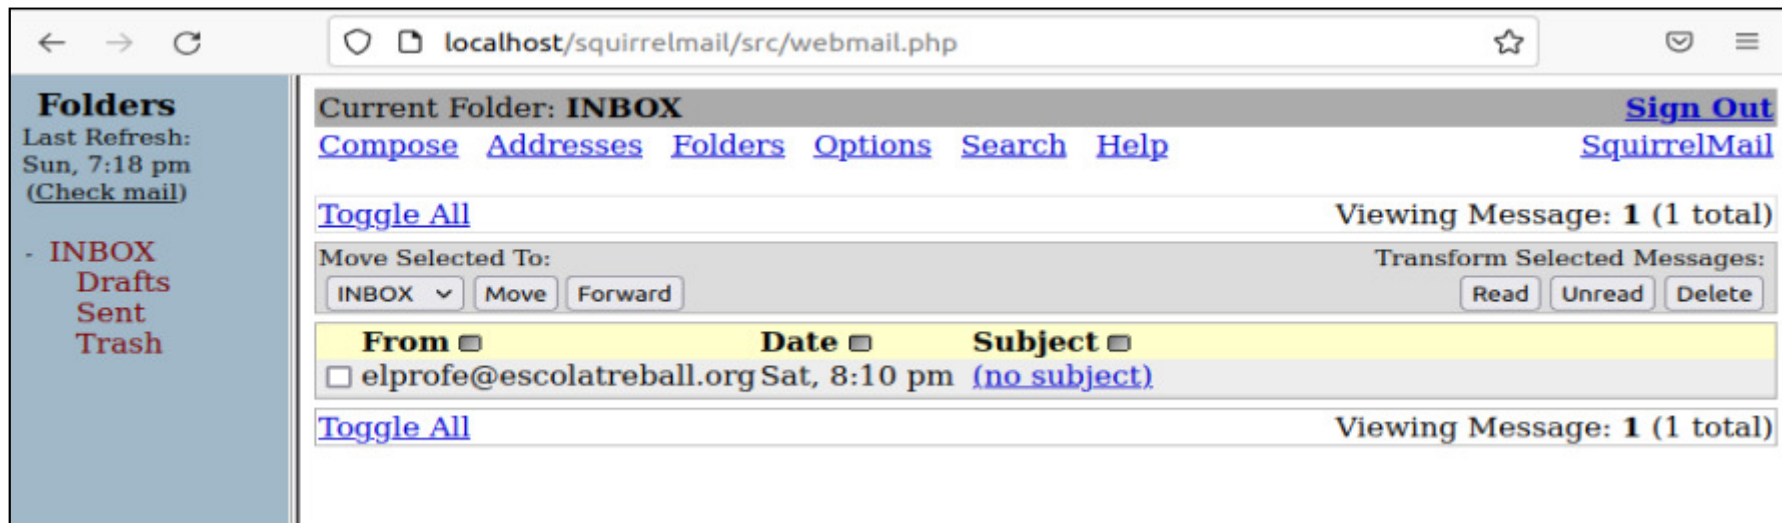 localhost/squirrelmail/src/webmail.php
Folders
Last Refresh:
Sun, 7:18 pm
(Check mail)
- INBOX
Drafts
Sent
Trash
Current Folder: INBOX Sign Out
Compose Addresses Folders Options Search Help SquirrelMail
Toggle All Viewing Message: 1 (1 total)
Move Selected To: Transform Selected Messages:
INBOX Move Forward Read Unread Delete
From Date Subject
elprofe@escolatreball.org Sat, 8:10 pm (no subject)
Toggle All Viewing Message: 1 (1 total)